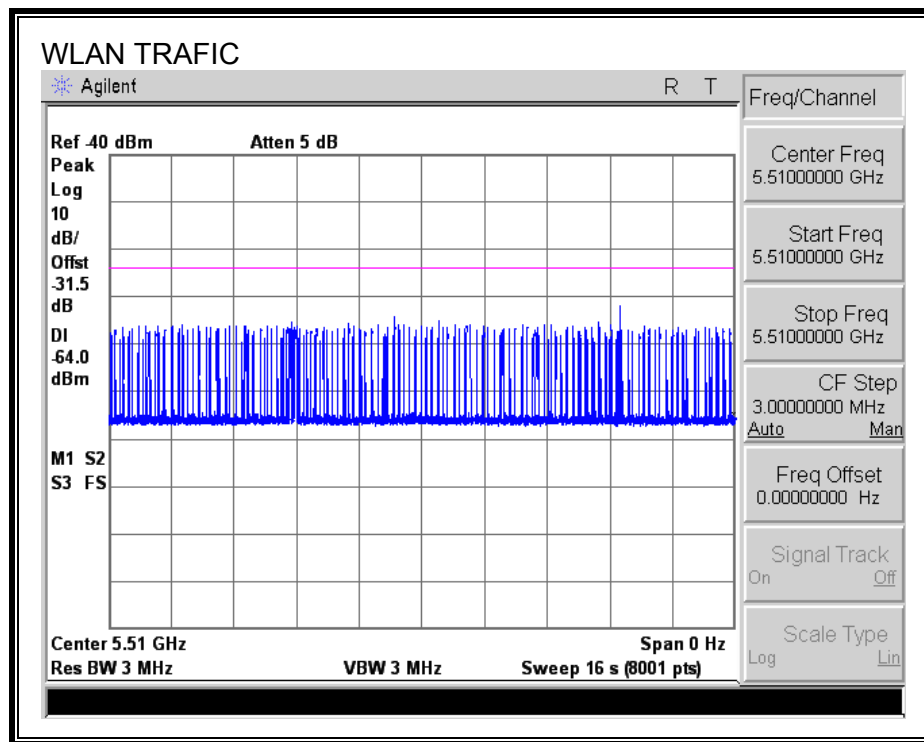 WLAN TRAFIC
Agilent
R T
Ref -40 dBm
Atten 5 dB
Peak
Log
10
dB/
Offst
-31.5
dB
DI
-64.0
dBm
M1 S2
S3 FS
Center 5.51 GHz
Span 0 Hz
Res BW 3 MHz
VBW 3 MHz
Sweep 16 s (8001 pts)
Freq/Channel
Center Freq
5.51000000 GHz
Start Freq
5.51000000 GHz
Stop Freq
5.51000000 GHz
CF Step
3.00000000 MHz
Auto Man
Freq Offset
0.00000000 Hz
Signal Track
On Off
Scale Type
Log Lin